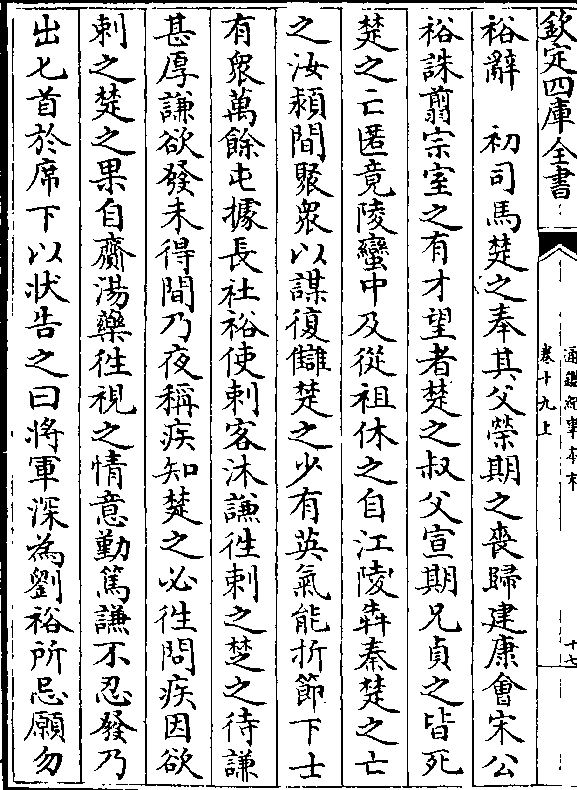 欽定四庫全書
通鑑紀事本末
卷十九上
十七
裕辭　初司馬楚之奉其父榮期之喪歸建康會宋公
裕誅翦宗室之有才望者楚之叔父宣期兄貞之皆死
楚之亡匿竟陵蠻中及從祖休之自江陵犇秦楚之亡
之汝潁間聚衆以謀復讎楚之少有英氣能折節下士
有衆萬餘屯據長社裕使刺客沐謙往刺之楚之待謙
甚厚謙欲發未得間乃夜稱疾知楚之必往問疾因欲
刺之楚之果自齎湯藥往視之情意勤篤謙不忍發乃
出匕首於席下以狀告之曰將軍深為劉裕所忌願勿